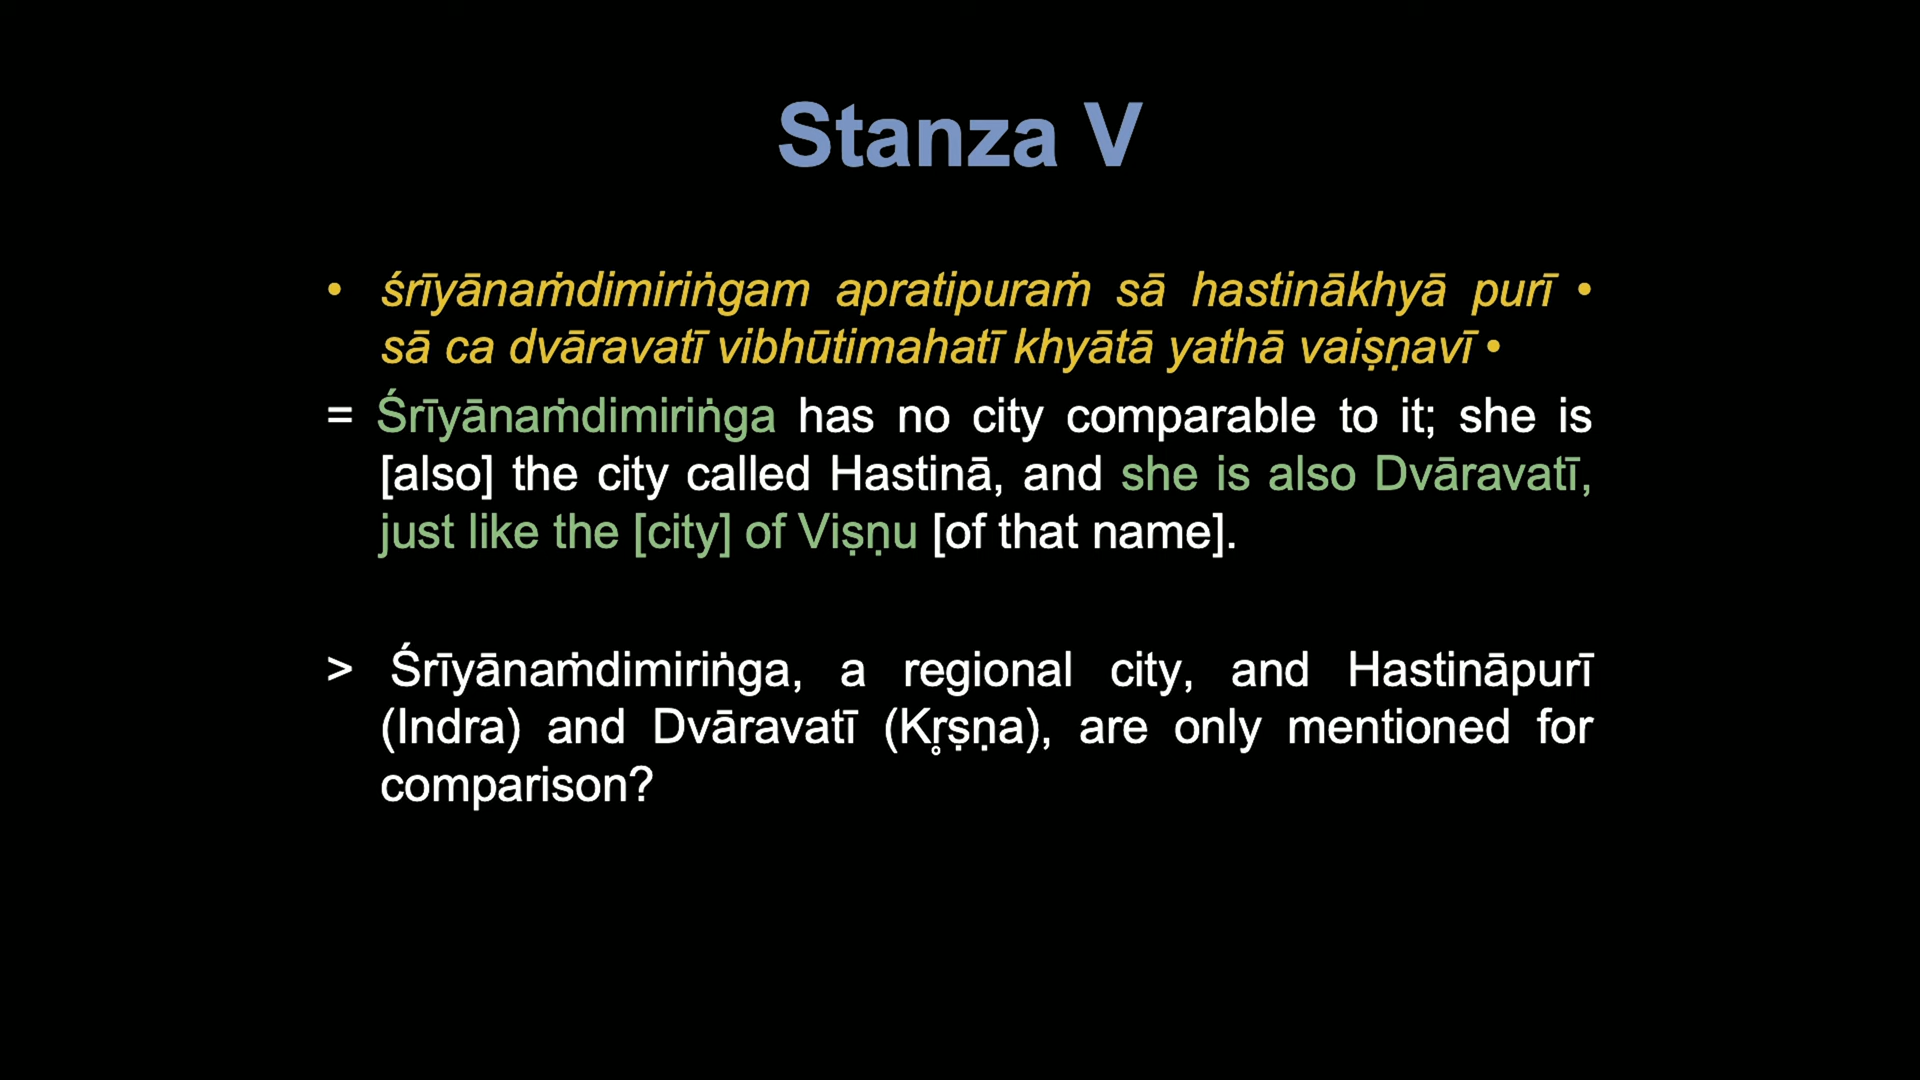 Stanza V
• śrīyānaṁdimiriṅgam apratipuraṁ sā hastinākhyā purī •
sā ca dvāravatī vibhūtimahatī khyātā yathā vaiṣṇavī •
= Śrīyānaṁdimiriṅga has no city comparable to it; she is
[also] the city called Hastinā, and she is also Dvāravatī,
just like the [city] of Viṣṇu [of that name].
> Śrīyānaṁdimiriṅga, a regional city, and Hastināpurī
(Indra) and Dvāravatī (Kr̥ṣṇa), are only mentioned for
comparison?